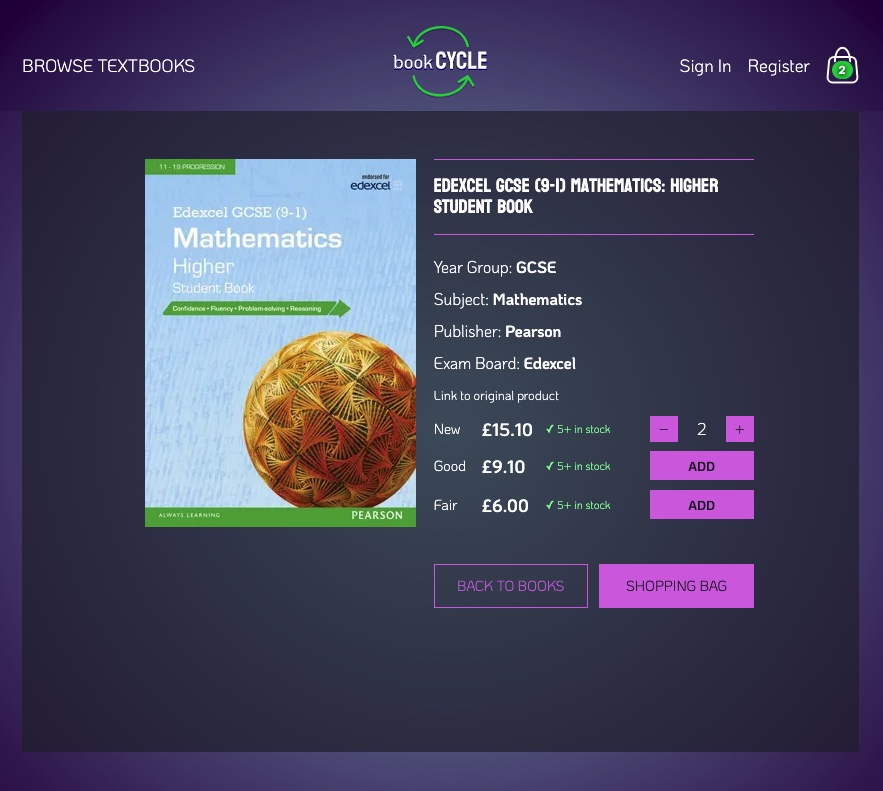 BROWSE TEXTBOOKS
book CYCLE
Sign In Register
2
11 - 19 PROGRESSION
endorsed for
edexcel
Edexcel GCSE (9-1)
Mathematics
Higher
Student Book
Confidence • Fluency • Problem-solving • Reasoning
ALWAYS LEARNING
PEARSON
EDEXCEL GCSE (9-1) MATHEMATICS: HIGHER
STUDENT BOOK
Year Group: GCSE
Subject: Mathematics
Publisher: Pearson
Exam Board: Edexcel
Link to original product
New £15.10 ✓ 5+ in stock − 2 +
Good £9.10 ✓ 5+ in stock ADD
Fair £6.00 ✓ 5+ in stock ADD
BACK TO BOOKS SHOPPING BAG